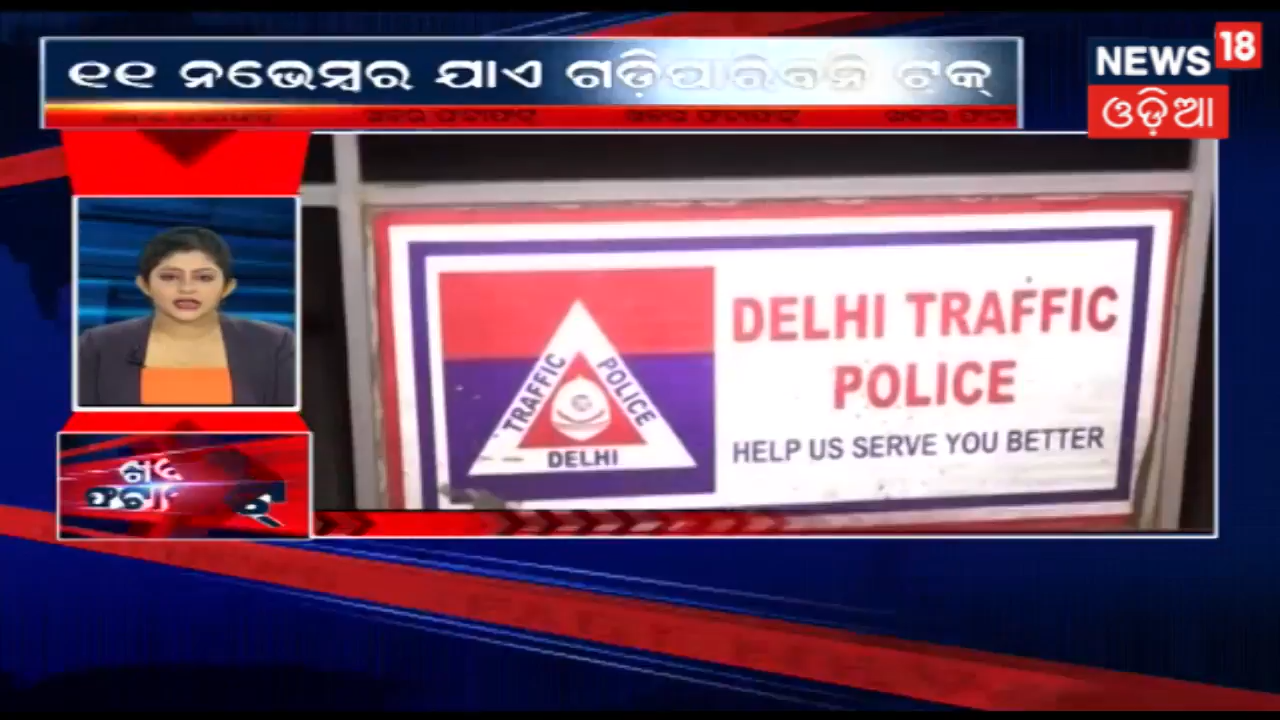 ୧୧ ନଭେମ୍ବର ଯାଏ ଗଡ଼ିପାରିବନି ଟ୍ରକ୍
NEWS 18
ଓଡ଼ିଆ
DELHI TRAFFIC
POLICE
HELP US SERVE YOU BETTER
TRAFFIC
POLICE
DELHI